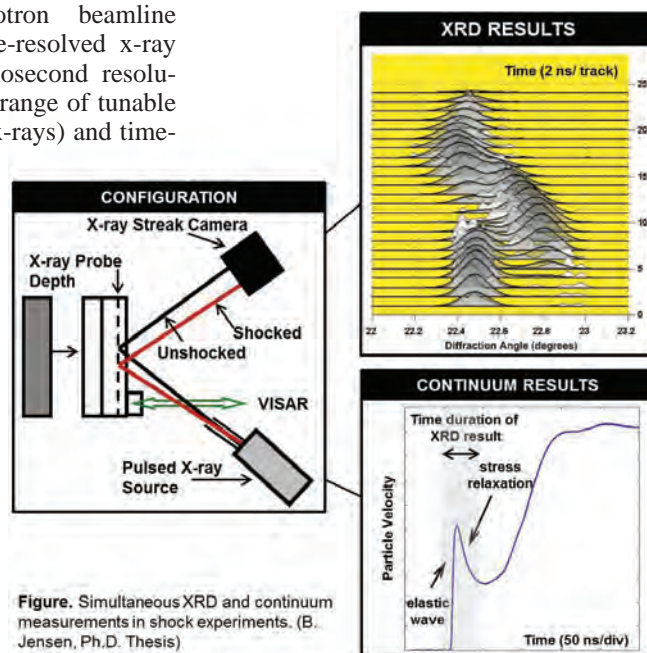 otron beamline
e-resolved x-ray
osecond resolu-
range of tunable
x-rays) and time-
XRD RESULTS
Time (2 ns/ track)
25
20
15
10
5
0
22 22.2 22.4 22.6 22.8 23 23.2
Diffraction Angle (degrees)
CONFIGURATION
X-ray Streak Camera
X-ray Probe
Depth
Shocked
Unshocked
VISAR
Pulsed X-ray
Source
CONTINUUM RESULTS
Time duration of
XRD result
stress
relaxation
Particle Velocity
elastic
wave
Time (50 ns/div)
Figure. Simultaneous XRD and continuum
measurements in shock experiments. (B.
Jensen, Ph.D. Thesis)